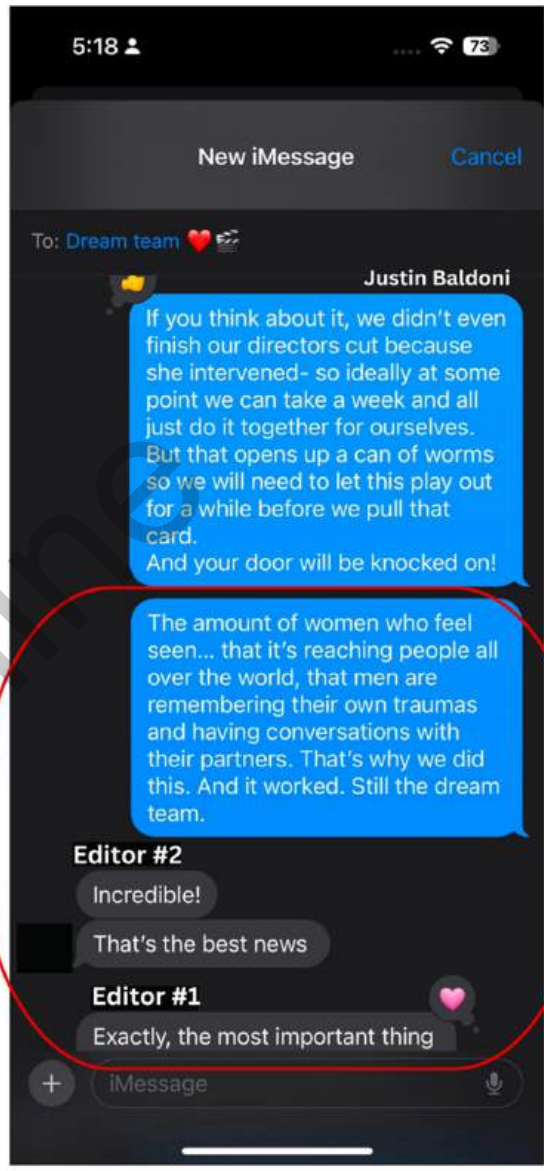 5:18
73
New iMessage
Cancel
To: Dream team ❤️🎬
Justin Baldoni
If you think about it, we didn't even
finish our directors cut because
she intervened- so ideally at some
point we can take a week and all
just do it together for ourselves.
But that opens up a can of worms
so we will need to let this play out
for a while before we pull that
card.
And your door will be knocked on!
The amount of women who feel
seen... that it's reaching people all
over the world, that men are
remembering their own traumas
and having conversations with
their partners. That's why we did
this. And it worked. Still the dream
team.
Editor #2
Incredible!
That's the best news
Editor #1
Exactly, the most important thing
iMessage